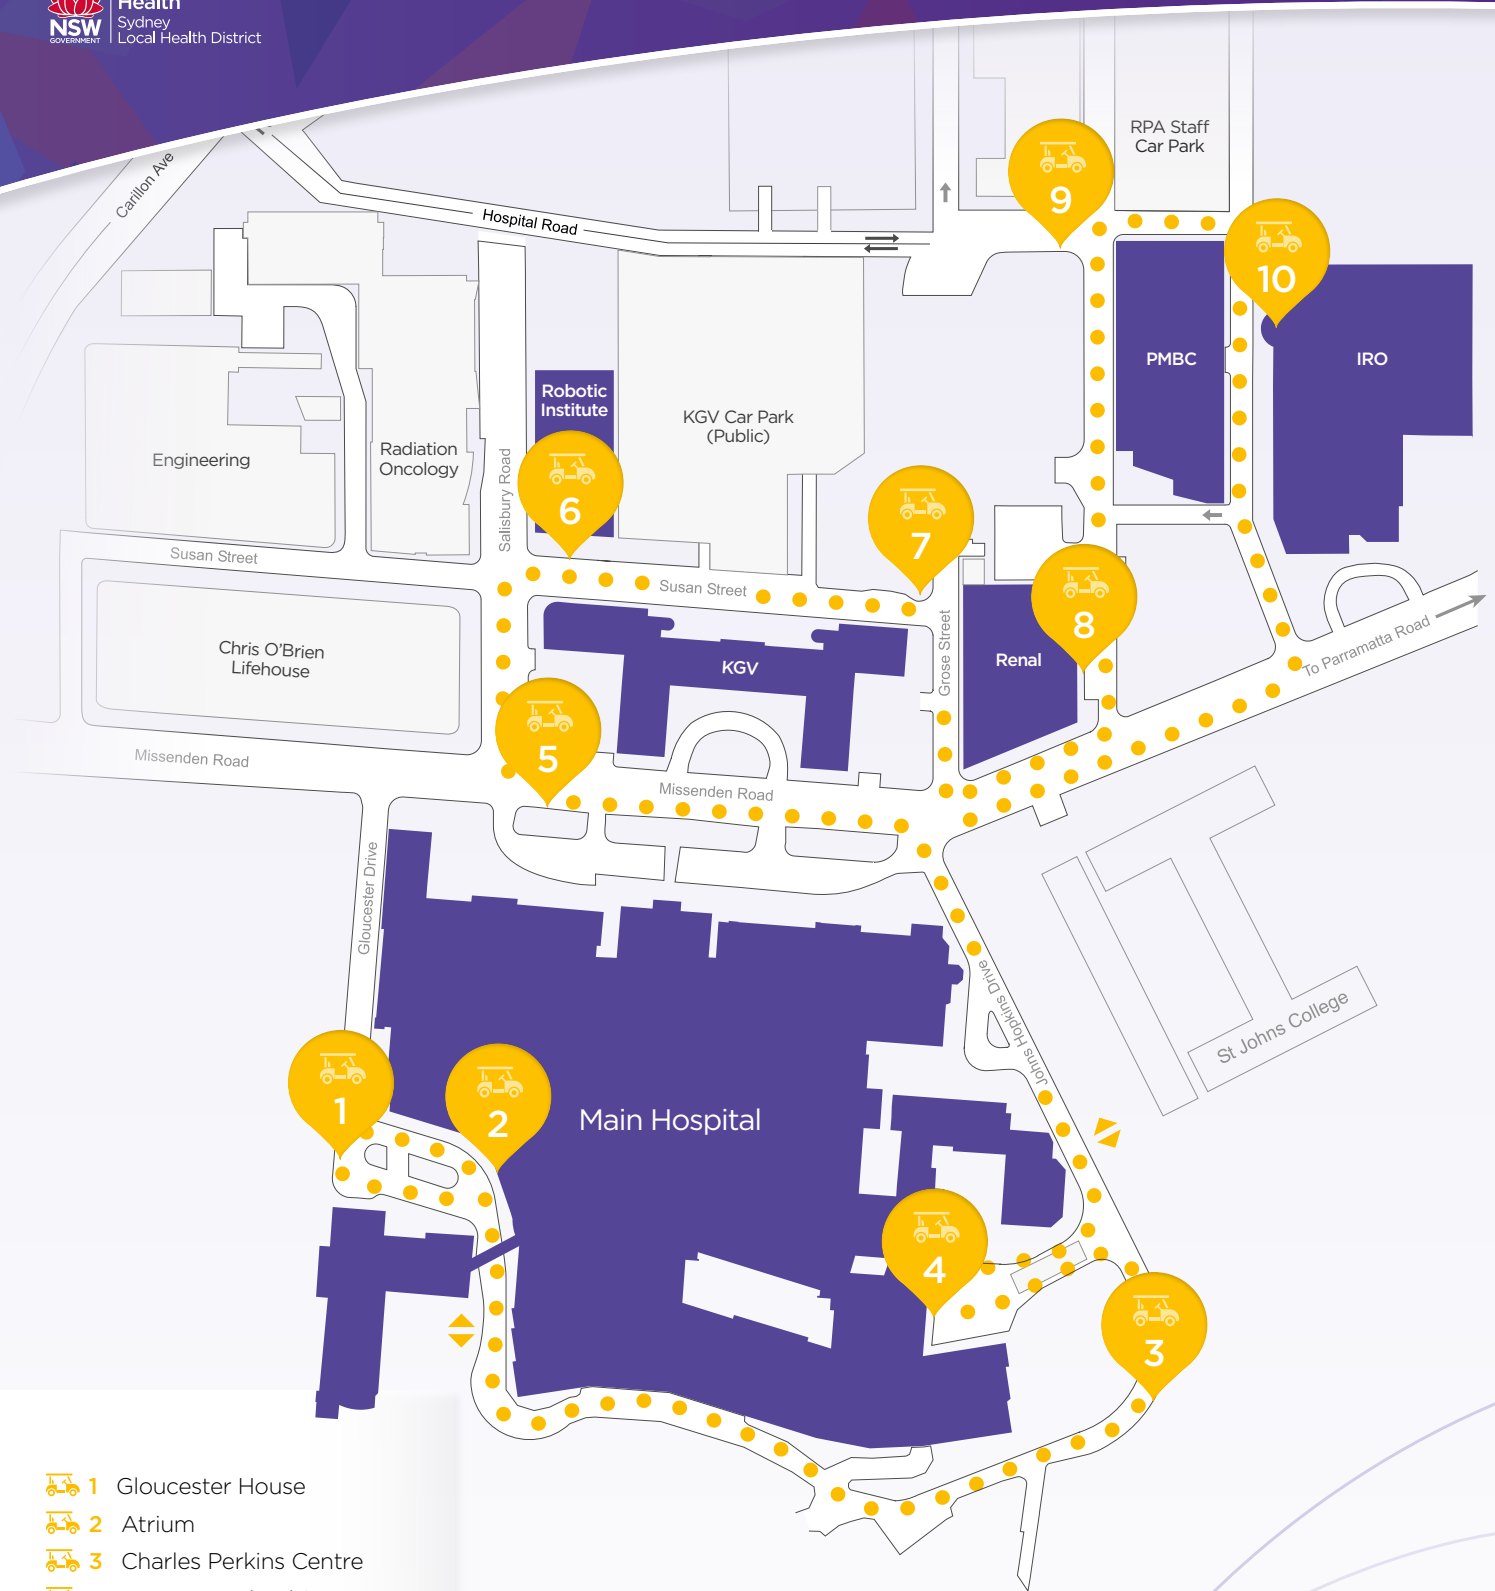 Health
Sydney
Local Health District
NSW
GOVERNMENT
Carillon Ave
Hospital Road
RPA Staff
Car Park
9
10
PMBC
IRO
Robotic
Institute
KGV Car Park
(Public)
Engineering
Radiation
Oncology
Salisbury Road
6
7
Susan Street
Susan Street
8
Chris O'Brien
Lifehouse
KGV
Grose Street
Renal
To Parramatta Road
5
Missenden Road
Missenden Road
Gloucester Drive
Johns Hopkins Drive
St Johns College
1
2
Main Hospital
4
3
1 Gloucester House
2 Atrium
3 Charles Perkins Centre